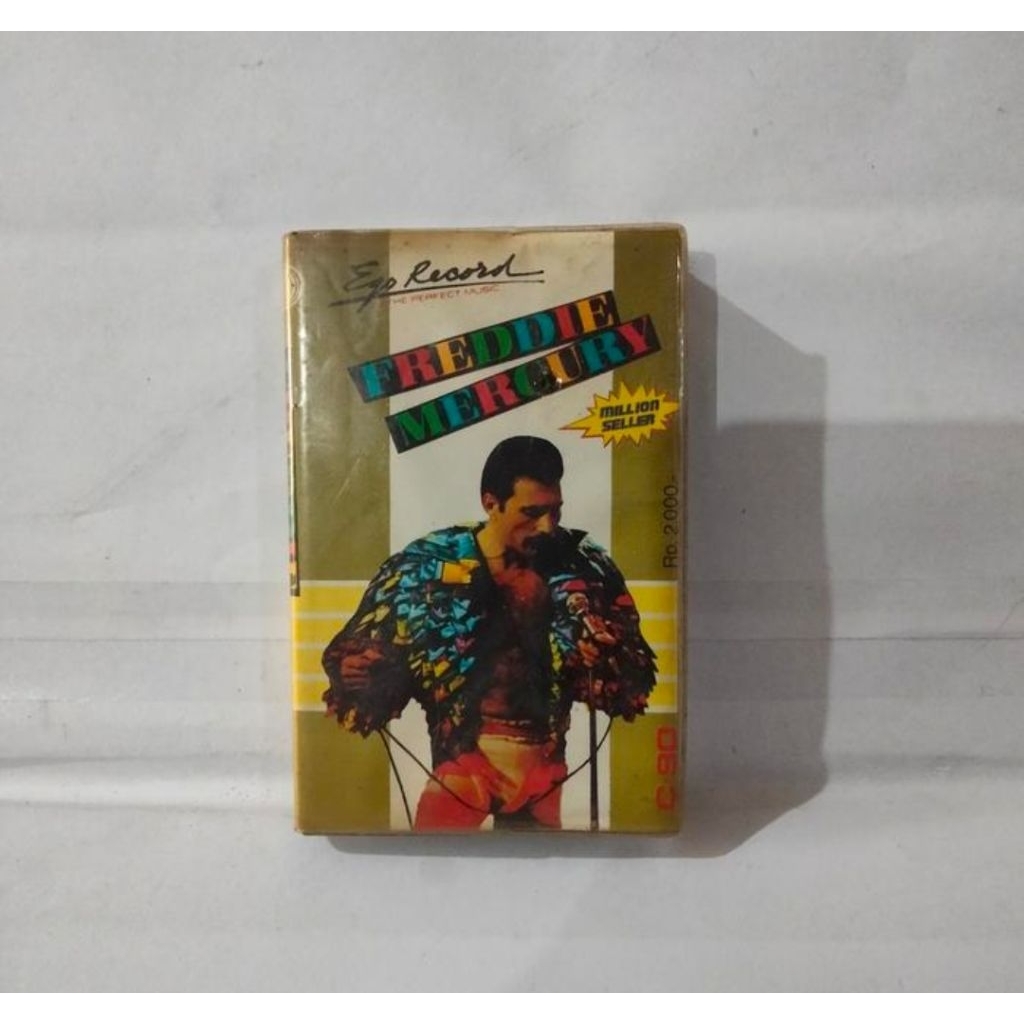 Ego Record
THE PERFECT MUSIC
FREDDIE
MERCURY
MILLION
SELLER
Rp. 2.000,-
C-90